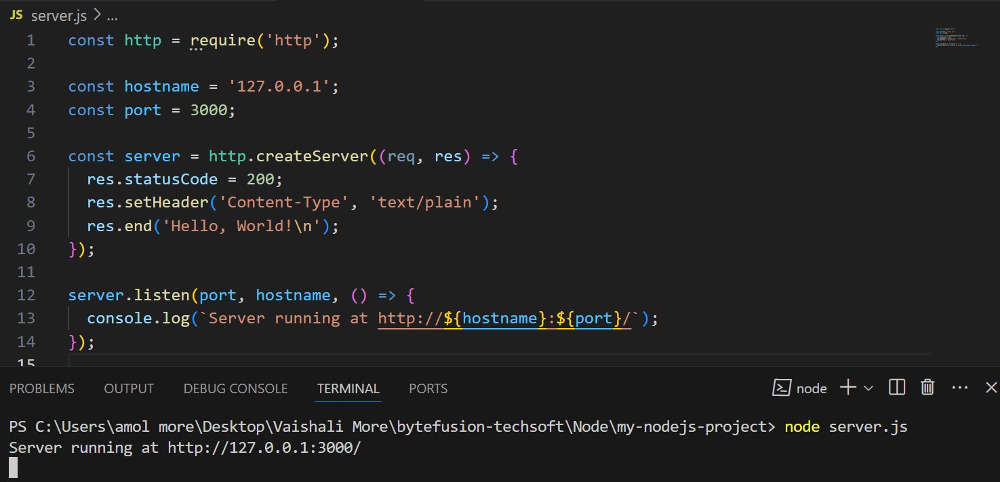 JS server.js > ...
1 const http = require('http');
2
3 const hostname = '127.0.0.1';
4 const port = 3000;
5
6 const server = http.createServer((req, res) => {
7   res.statusCode = 200;
8   res.setHeader('Content-Type', 'text/plain');
9   res.end('Hello, World!\n');
10 });
11
12 server.listen(port, hostname, () => {
13   console.log(`Server running at http://${hostname}:${port}/`);
14 });
15
PROBLEMS OUTPUT DEBUG CONSOLE TERMINAL PORTS node
PS C:\Users\amol more\Desktop\Vaishali More\bytefusion-techsoft\Node\my-nodejs-project> node server.js
Server running at http://127.0.0.1:3000/